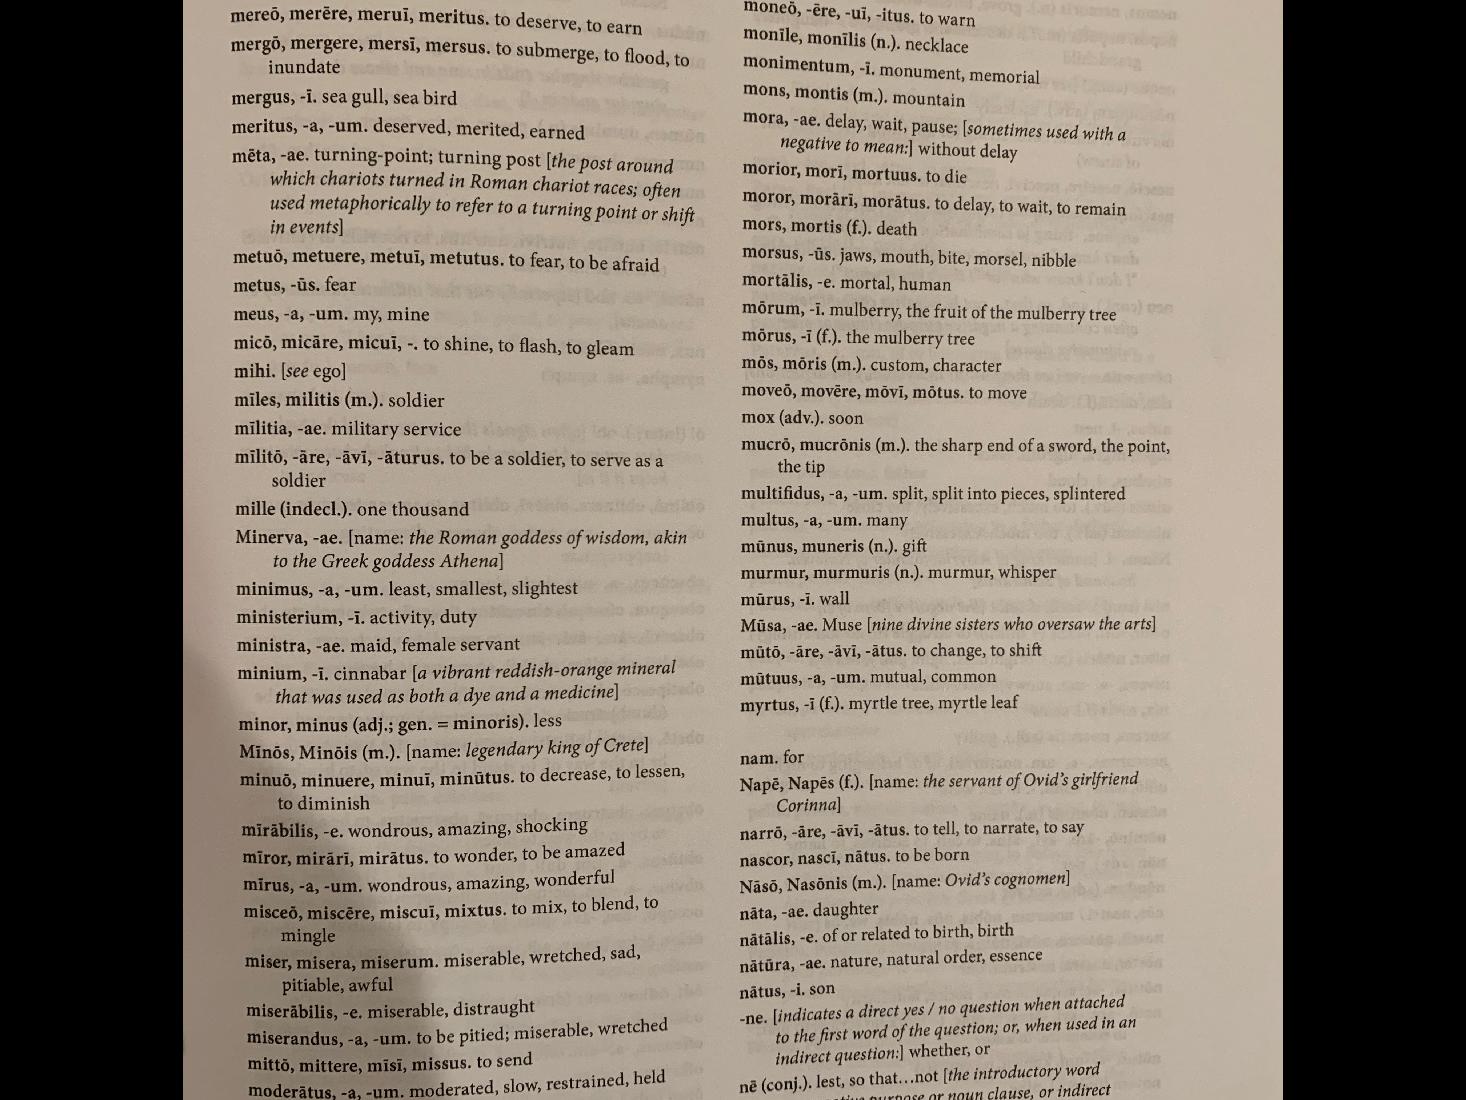 mereō, merēre, meruī, meritus. to deserve, to earn
mergō, mergere, mersī, mersus. to submerge, to flood, to
inundate
mergus, -ī. sea gull, sea bird
meritus, -a, -um. deserved, merited, earned
mēta, -ae. turning-point; turning post [the post around
which chariots turned in Roman chariot races; often
used metaphorically to refer to a turning point or shift
in events]
metuō, metuere, metuī, metutus. to fear, to be afraid
metus, -ūs. fear
meus, -a, -um. my, mine
micō, micāre, micuī, -. to shine, to flash, to gleam
mihi. [see ego]
mīles, militis (m.). soldier
mīlitia, -ae. military service
mīlitō, -āre, -āvī, -āturus. to be a soldier, to serve as a
soldier
mille (indecl.). one thousand
Minerva, -ae. [name: the Roman goddess of wisdom, akin
to the Greek goddess Athena]
minimus, -a, -um. least, smallest, slightest
ministerium, -ī. activity, duty
ministra, -ae. maid, female servant
minium, -ī. cinnabar [a vibrant reddish-orange mineral
that was used as both a dye and a medicine]
minor, minus (adj.; gen. = minoris). less
Mīnōs, Minōis (m.). [name: legendary king of Crete]
minuō, minuere, minuī, minūtus. to decrease, to lessen,
to diminish
mīrābilis, -e. wondrous, amazing, shocking
mīror, mirārī, mirātus. to wonder, to be amazed
mīrus, -a, -um. wondrous, amazing, wonderful
misceō, miscēre, miscuī, mixtus. to mix, to blend, to
mingle
miser, misera, miserum. miserable, wretched, sad,
pitiable, awful
miserābilis, -e. miserable, distraught
miserandus, -a, -um. to be pitied; miserable, wretched
mittō, mittere, mīsī, missus. to send
moderātus, -a, -um. moderated, slow, restrained, held
moneō, -ēre, -uī, -itus. to warn
monīle, monīlis (n.). necklace
monimentum, -ī. monument, memorial
mons, montis (m.). mountain
mora, -ae. delay, wait, pause; [sometimes used with a
negative to mean:] without delay
morior, morī, mortuus. to die
moror, morārī, morātus. to delay, to wait, to remain
mors, mortis (f.). death
morsus, -ūs. jaws, mouth, bite, morsel, nibble
mortālis, -e. mortal, human
mōrum, -ī. mulberry, the fruit of the mulberry tree
mōrus, -ī (f.). the mulberry tree
mōs, mōris (m.). custom, character
moveō, movēre, mōvī, mōtus. to move
mox (adv.). soon
mucrō, mucrōnis (m.). the sharp end of a sword, the point,
the tip
multifidus, -a, -um. split, split into pieces, splintered
multus, -a, -um. many
mūnus, muneris (n.). gift
murmur, murmuris (n.). murmur, whisper
mūrus, -ī. wall
Mūsa, -ae. Muse [nine divine sisters who oversaw the arts]
mūtō, -āre, -āvī, -ātus. to change, to shift
mūtuus, -a, -um. mutual, common
myrtus, -ī (f.). myrtle tree, myrtle leaf
nam. for
Napē, Napēs (f.). [name: the servant of Ovid's girlfriend
Corinna]
narrō, -āre, -āvī, -ātus. to tell, to narrate, to say
nascor, nascī, nātus. to be born
Nāsō, Nasōnis (m.). [name: Ovid's cognomen]
nāta, -ae. daughter
nātālis, -e. of or related to birth, birth
nātūra, -ae. nature, natural order, essence
nātus, -i. son
-ne. [indicates a direct yes / no question when attached
to the first word of the question; or, when used in an
indirect question:] whether, or
nē (conj.). lest, so that…not [the introductory word
purpose or noun clause, or indirect